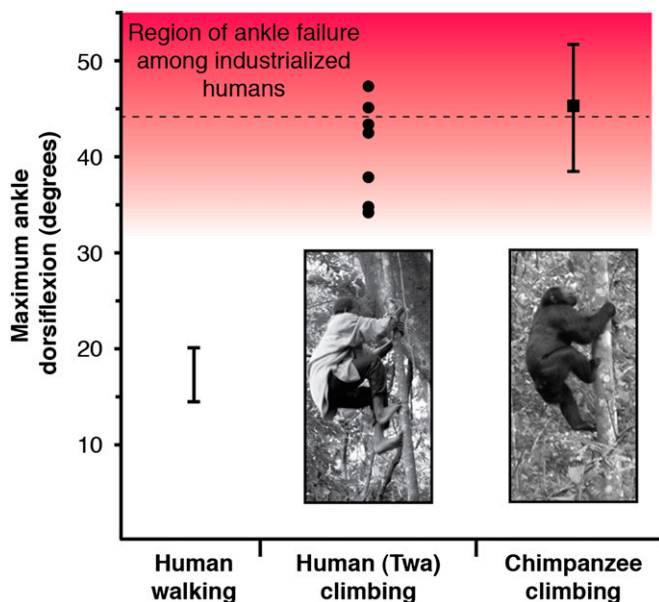 55
50
40
30
20
10
Maximum ankle
dorsiflexion (degrees)
Region of ankle failure
among industrialized
humans
Human
walking
Human (Twa)
climbing
Chimpanzee
climbing